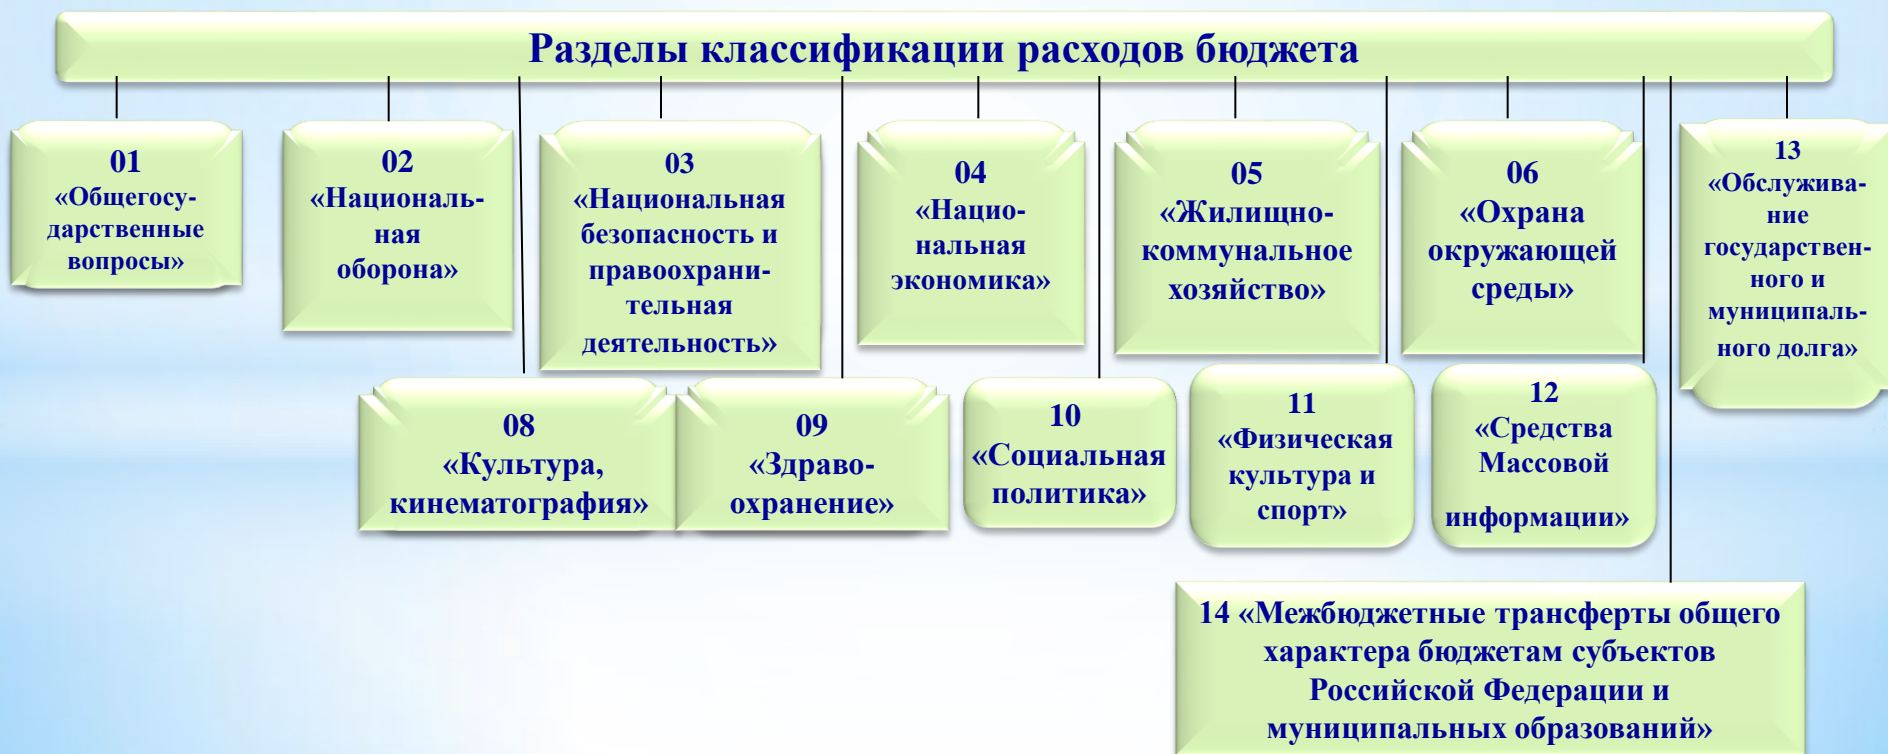 Разделы классификации расходов бюджета
01
«Общегосу-
дарственные
вопросы»
02
«Националь-
ная
оборона»
03
«Национальная
безопасность и
правоохрани-
тельная
деятельность»
04
«Нацио-
нальная
экономика»
05
«Жилищно-
коммунальное
хозяйство»
06
«Охрана
окружающей
среды»
13
«Обслужива-
ние
государствен-
ного и
муниципаль-
ного долга»
08
«Культура,
кинематография»
09
«Здраво-
охранение»
10
«Социальная
политика»
11
«Физическая
культура и
спорт»
12
«Средства
Массовой
информации»
14 «Межбюджетные трансферты общего
характера бюджетам субъектов
Российской Федерации и
муниципальных образований»